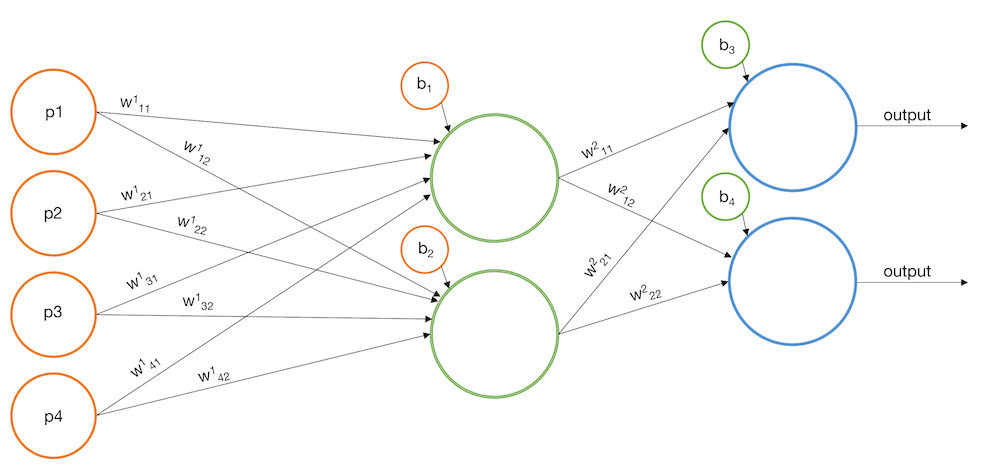 p1
p2
p3
p4
w¹₁₁
w¹₁₂
w¹₂₁
w¹₂₂
w¹₃₁
w¹₃₂
w¹₄₁
w¹₄₂
b₁
b₂
w²₁₁
w²₁₂
w²₂₁
w²₂₂
b₃
b₄
output
output